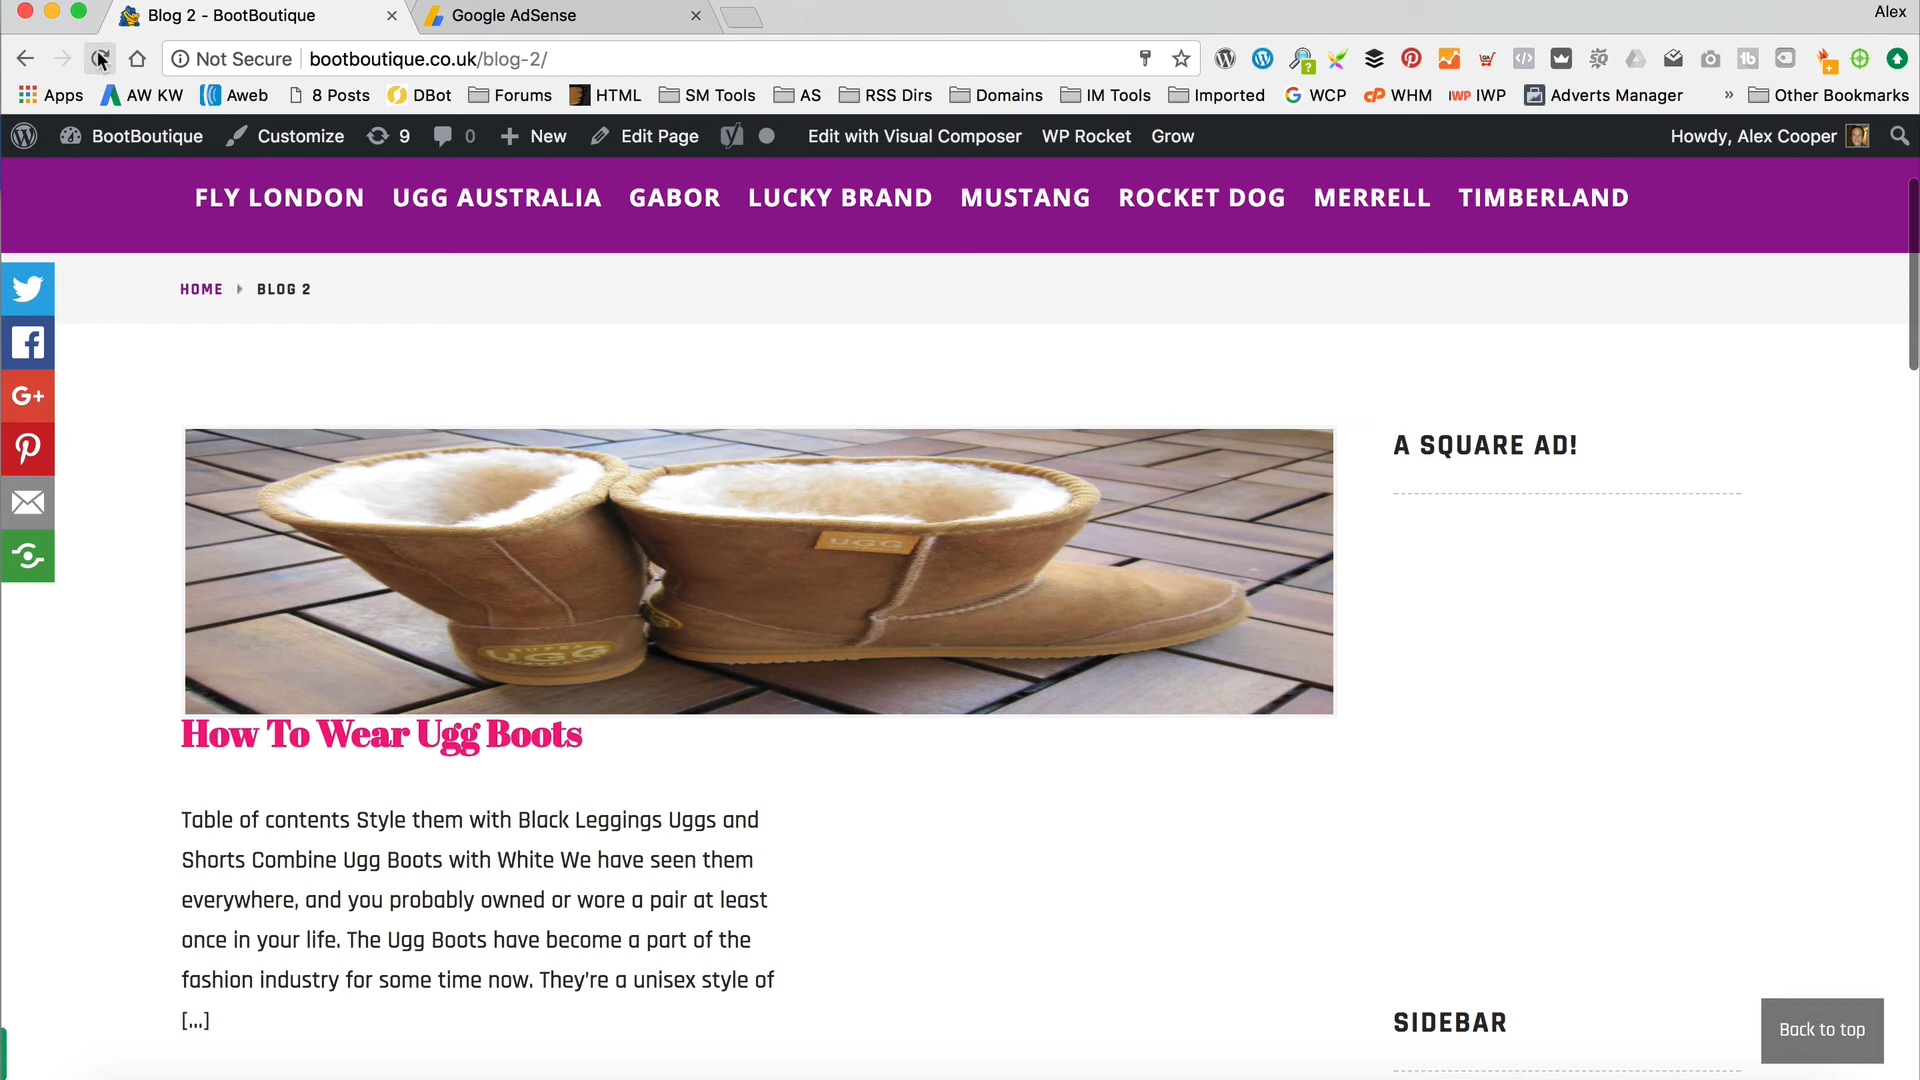 Blog 2 - BootBoutique
Google AdSense
Alex
Not Secure
bootboutique.co.uk/blog-2/
Apps
AW KW
Aweb
8 Posts
DBot
Forums
HTML
SM Tools
AS
RSS Dirs
Domains
IM Tools
Imported
WCP
WHM
IWP
Adverts Manager
»
Other Bookmarks
BootBoutique
Customize
9
0
New
Edit Page
Edit with Visual Composer
WP Rocket
Grow
Howdy, Alex Cooper
FLY LONDON
UGG AUSTRALIA
GABOR
LUCKY BRAND
MUSTANG
ROCKET DOG
MERRELL
TIMBERLAND
HOME
BLOG 2
G+
A SQUARE AD!
UGG
UGG
How To Wear Ugg Boots
Table of contents Style them with Black Leggings Uggs and
Shorts Combine Ugg Boots with White We have seen them
everywhere, and you probably owned or wore a pair at least
once in your life. The Ugg Boots have become a part of the
fashion industry for some time now. They're a unisex style of
[...]
SIDEBAR
Back to top